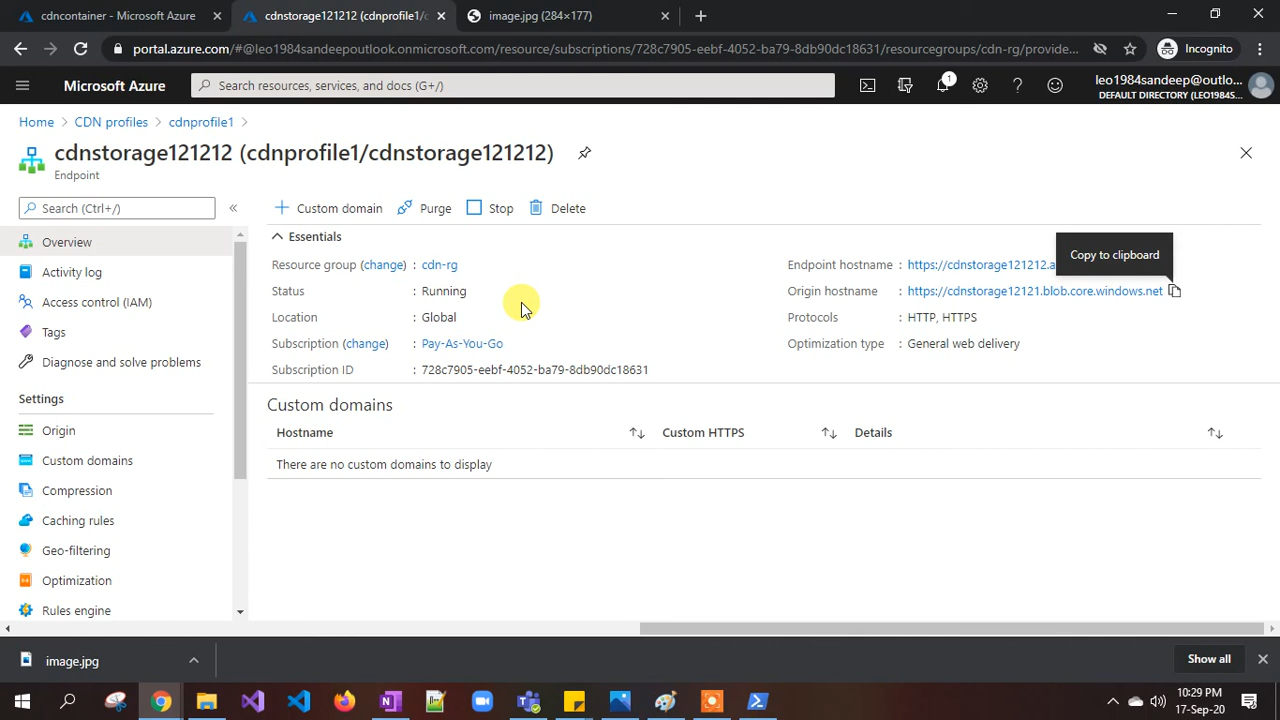 cdncontainer - Microsoft Azure
cdnstorage121212 (cdnprofile1/c
image.jpg (284×177)
portal.azure.com/#@leo1984sandeepoutlook.onmicrosoft.com/resource/subscriptions/728c7905-eebf-4052-ba79-8db90dc18631/resourcegroups/cdn-rg/provide...
Incognito
Microsoft Azure
Search resources, services, and docs (G+/)
1
leo1984sandeep@outlo...
DEFAULT DIRECTORY (LEO1984S...
Home > CDN profiles > cdnprofile1 >
cdnstorage121212 (cdnprofile1/cdnstorage121212)
Endpoint
Search (Ctrl+/)
Custom domain
Purge
Stop
Delete
Overview
Activity log
Access control (IAM)
Tags
Diagnose and solve problems
Settings
Origin
Custom domains
Compression
Caching rules
Geo-filtering
Optimization
Rules engine
Essentials
Resource group (change) : cdn-rg
Status : Running
Location : Global
Subscription (change) : Pay-As-You-Go
Subscription ID : 728c7905-eebf-4052-ba79-8db90dc18631
Copy to clipboard
Endpoint hostname : https://cdnstorage121212.a
Origin hostname : https://cdnstorage12121.blob.core.windows.net
Protocols : HTTP, HTTPS
Optimization type : General web delivery
Custom domains
Hostname
Custom HTTPS
Details
There are no custom domains to display
image.jpg
Show all
10:29 PM
17-Sep-20